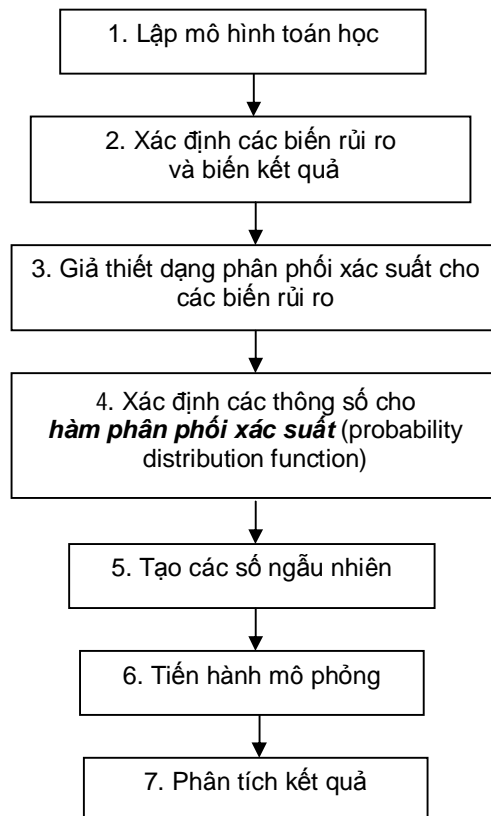 1. Lập mô hình toán học
2. Xác định các biến rủi ro
và biến kết quả
3. Giả thiết dạng phân phối xác suất cho
các biến rủi ro
4. Xác định các thông số cho
hàm phân phối xác suất (probability
distribution function)
5. Tạo các số ngẫu nhiên
6. Tiến hành mô phỏng
7. Phân tích kết quả